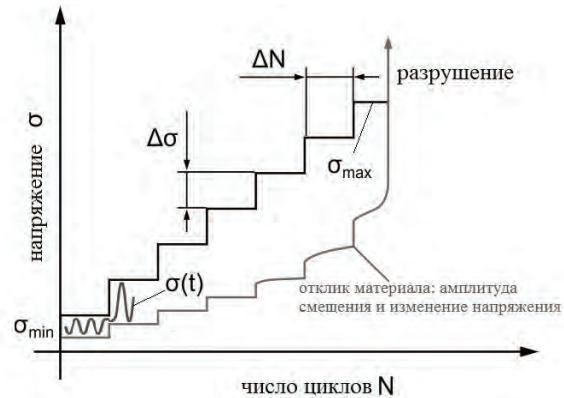 ΔN
разрушение
Δσ
σmax
напряжение σ
σ(t)
отклик материала: амплитуда
смещения и изменение напряжения
σmin
число циклов N